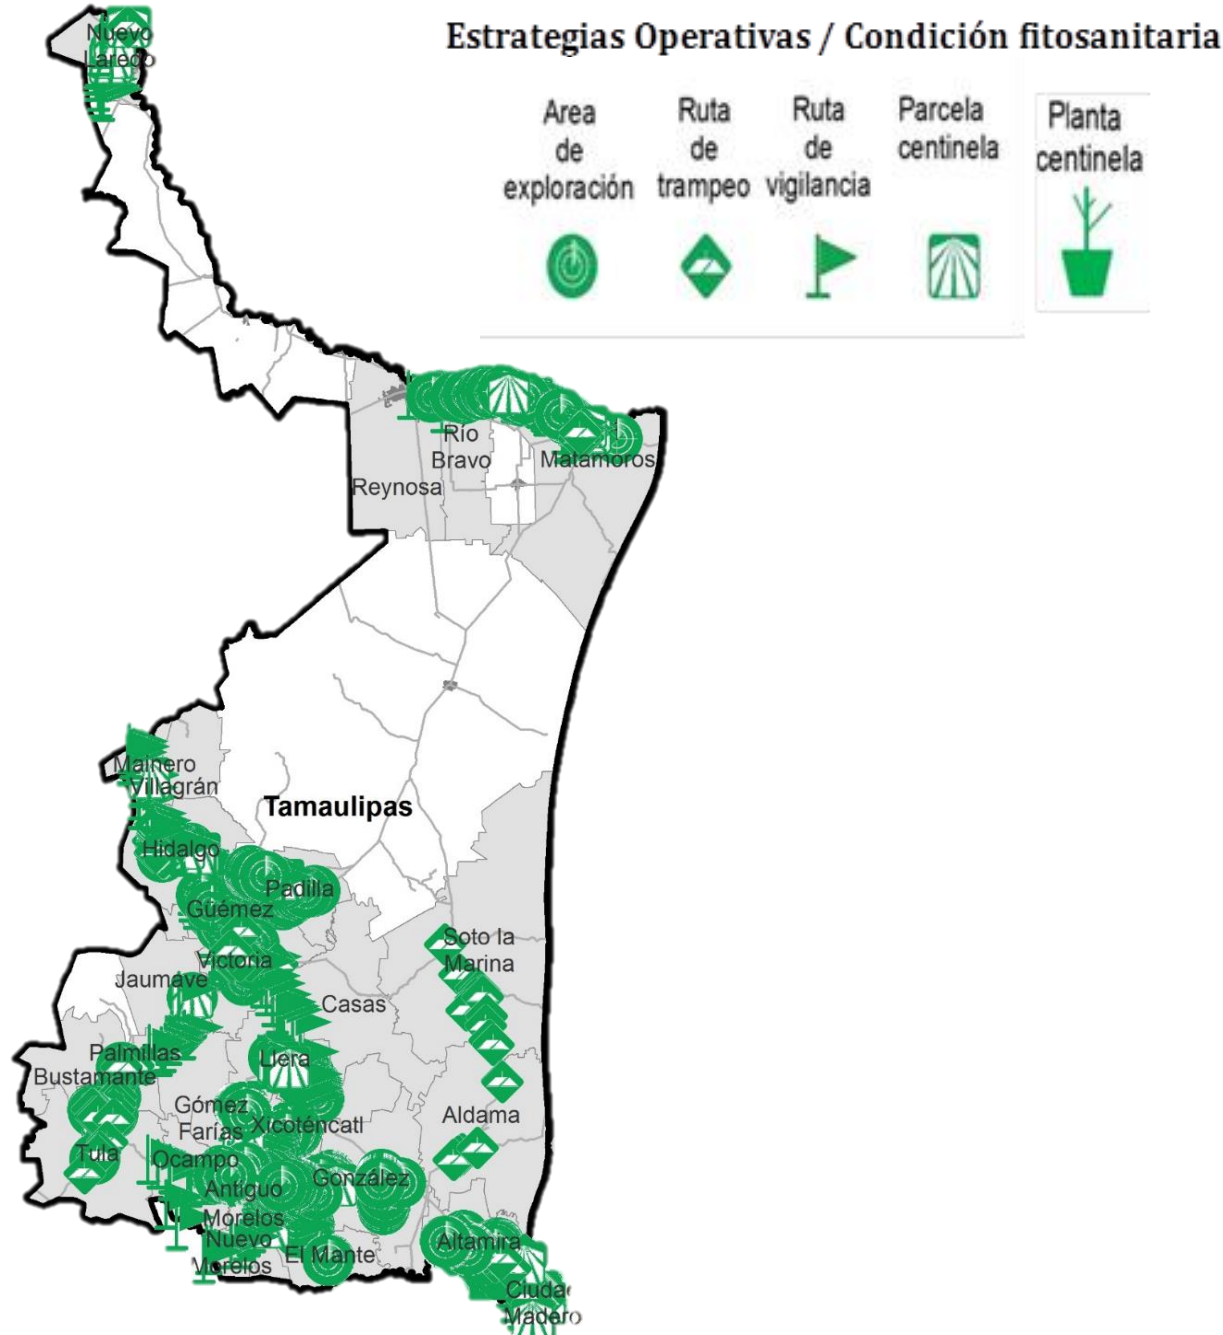 Estrategias Operativas / Condición fitosanitaria
Area
de
exploración
Ruta
de
trampeo
Ruta
de
vigilancia
Parcela
centinela
Planta
centinela
Nuevo
Laredo
Río
Bravo
Matamoros
Reynosa
Mainero
Villagrán
Tamaulipas
Hidalgo
Padilla
Güémez
Victoria
Soto la
Marina
Jaumave
Casas
Palmillas
Bustamante
Llera
Gómez
Farías
Xicoténcatl
Aldama
Tula
Ocampo
González
Antiguo
Morelos
Nuevo
Morelos
El Mante
Altamira
Ciudad
Madero